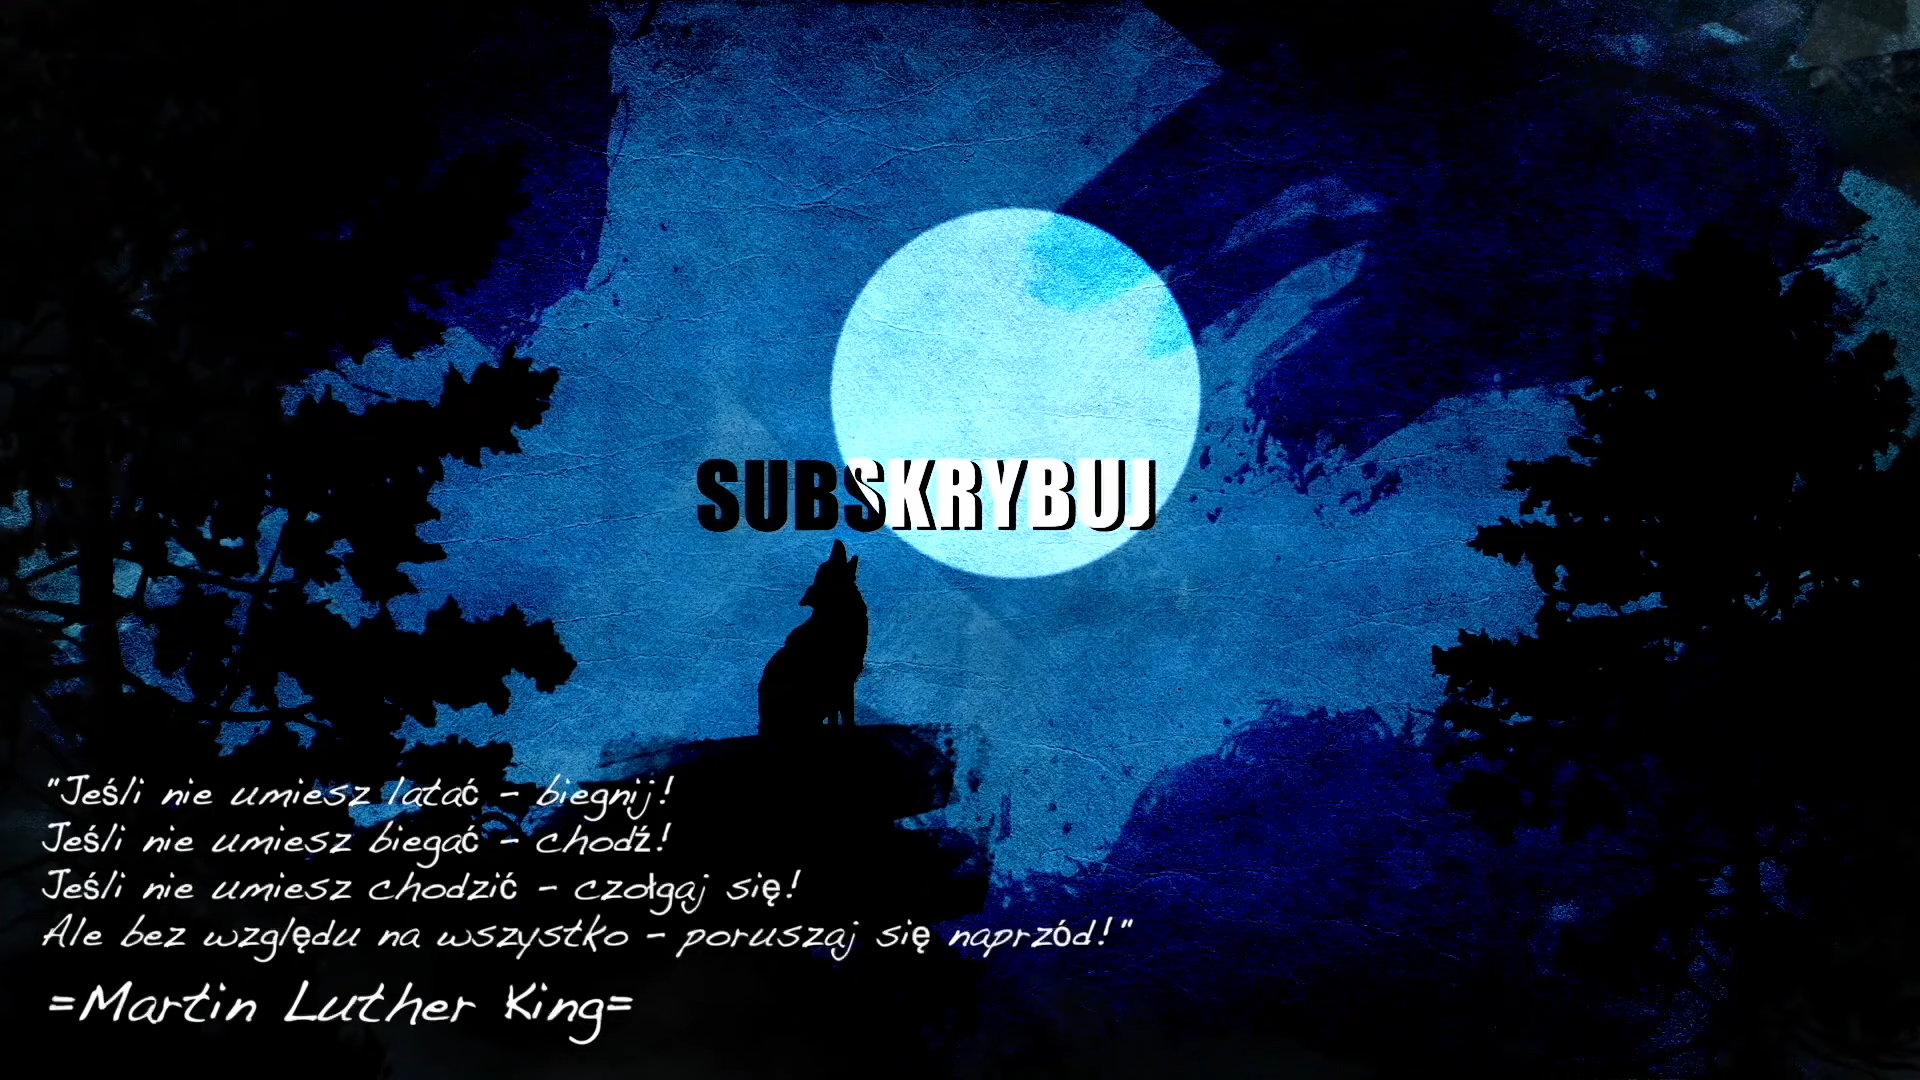 SUBSKRYBUJ
"Jeśli nie umiesz latać - biegnij!
Jeśli nie umiesz biegać - chodź!
Jeśli nie umiesz chodzić - czołgaj się!
Ale bez względu na wszystko - poruszaj się naprzód!"
=Martin Luther King=